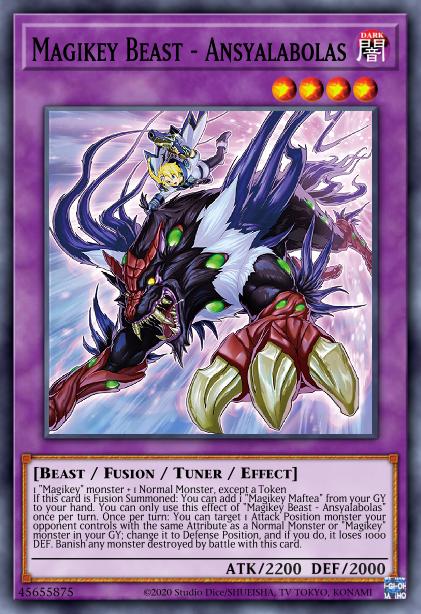 MAGIKEY BEAST - ANSYALABOLAS
DARK
闇
[BEAST / FUSION / TUNER / EFFECT]
1 "Magikey" monster + 1 Normal Monster, except a Token
If this card is Fusion Summoned: You can add 1 "Magikey Maftea" from your GY
to your hand. You can only use this effect of "Magikey Beast - Ansyalabolas"
once per turn. Once per turn: You can target 1 Attack Position monster your
opponent controls with the same Attribute as a Normal Monster or "Magikey"
monster in your GY; change it to Defense Position, and if you do, it loses 1000
DEF. Banish any monster destroyed by battle with this card.
ATK/2200 DEF/2000
45655875
©2020 Studio Dice/SHUEISHA, TV TOKYO, KONAMI